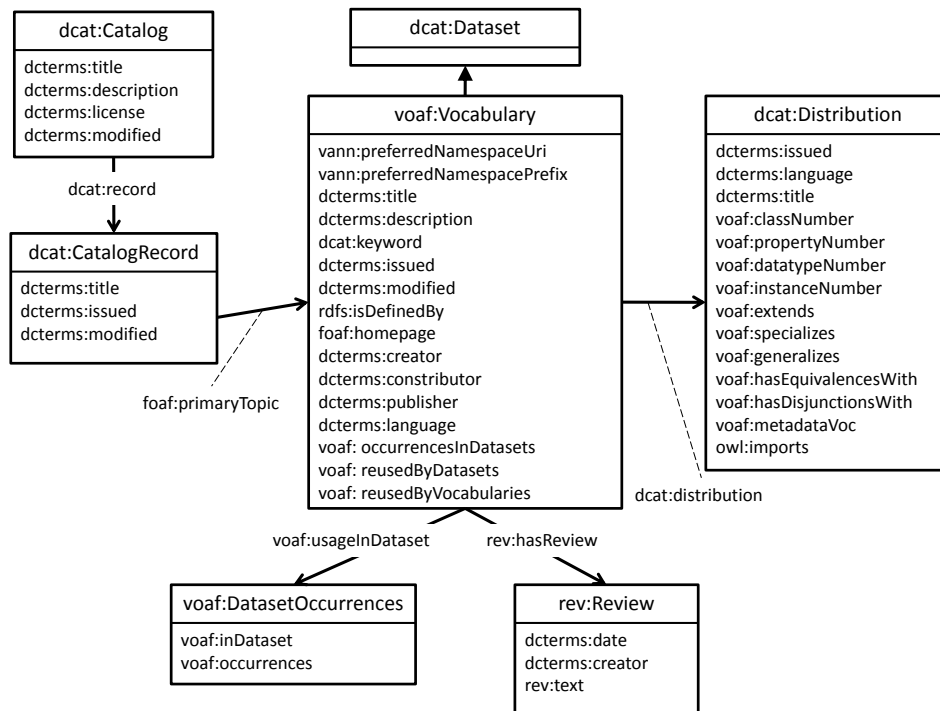 dcat:Catalog
dcterms:title
dcterms:description
dcterms:license
dcterms:modified
dcat:record
dcat:CatalogRecord
dcterms:title
dcterms:issued
dcterms:modified
foaf:primaryTopic
dcat:Dataset
voaf:Vocabulary
vann:preferredNamespaceUri
vann:preferredNamespacePrefix
dcterms:title
dcterms:description
dcat:keyword
dcterms:issued
dcterms:modified
rdfs:isDefinedBy
foaf:homepage
dcterms:creator
dcterms:constributor
dcterms:publisher
dcterms:language
voaf: occurrencesInDatasets
voaf: reusedByDatasets
voaf: reusedByVocabularies
dcat:Distribution
dcterms:issued
dcterms:language
dcterms:title
voaf:classNumber
voaf:propertyNumber
voaf:datatypeNumber
voaf:instanceNumber
voaf:extends
voaf:specializes
voaf:generalizes
voaf:hasEquivalencesWith
voaf:hasDisjunctionsWith
voaf:metadataVoc
owl:imports
dcat:distribution
voaf:usageInDataset
rev:hasReview
voaf:DatasetOccurrences
voaf:inDataset
voaf:occurrences
rev:Review
dcterms:date
dcterms:creator
rev:text